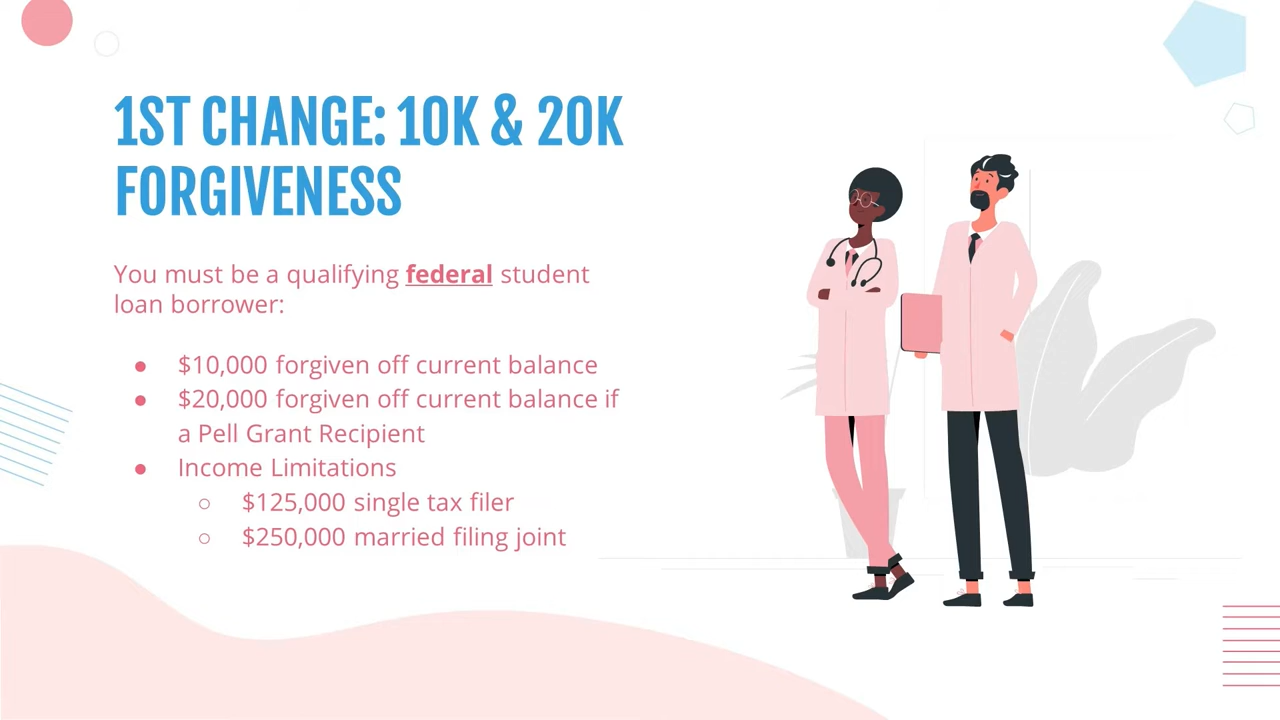 1ST CHANGE: 10K & 20K
FORGIVENESS
You must be a qualifying federal student
loan borrower:
● $10,000 forgiven off current balance
● $20,000 forgiven off current balance if
a Pell Grant Recipient
● Income Limitations
○ $125,000 single tax filer
○ $250,000 married filing joint